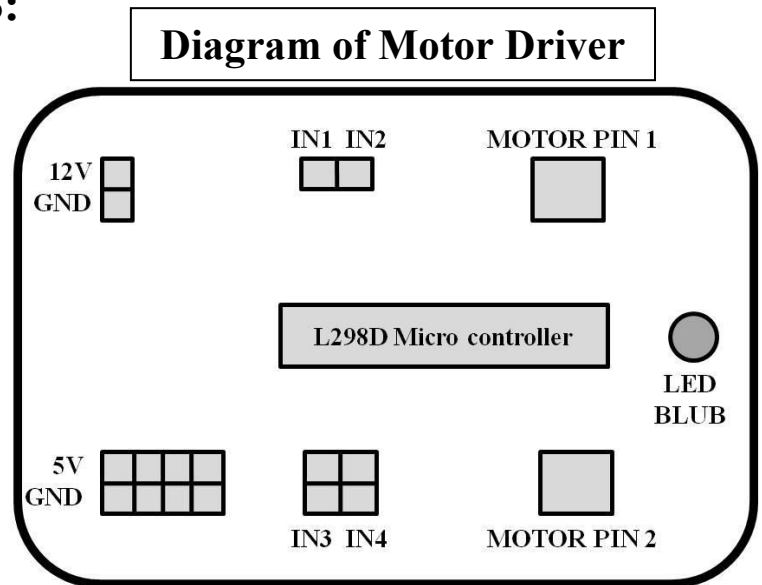 Diagram of Motor Driver
IN1 IN2
MOTOR PIN 1
12V
GND
L298D Micro controller
LED
BLUB
5V
GND
IN3 IN4
MOTOR PIN 2